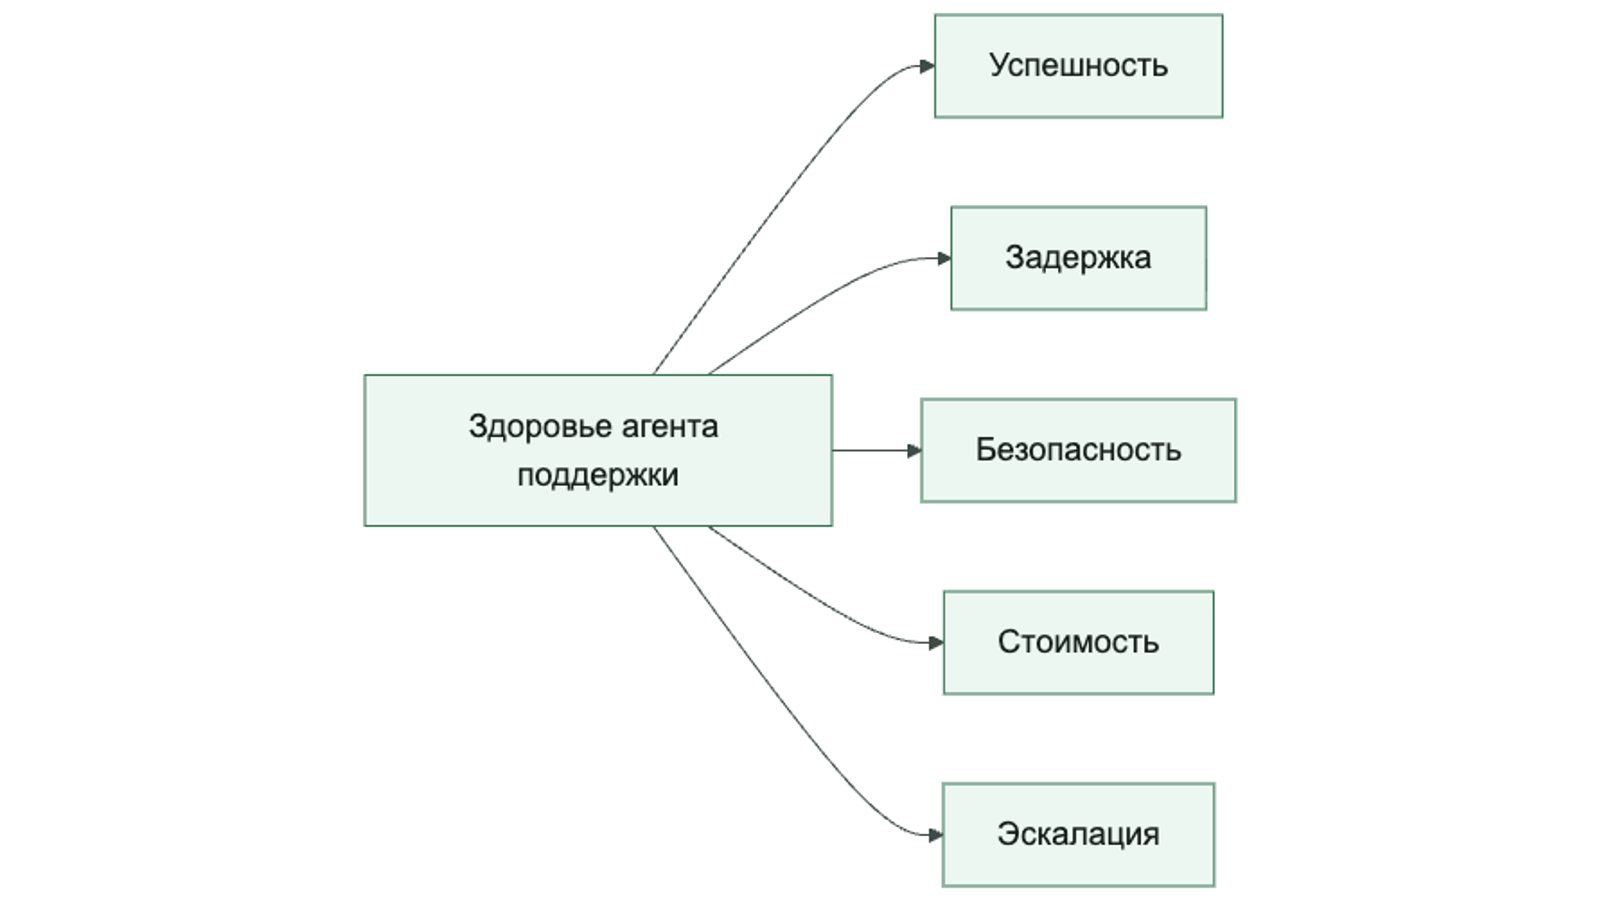 Успешность
Задержка
Здоровье агента
поддержки
Безопасность
Стоимость
Эскалация